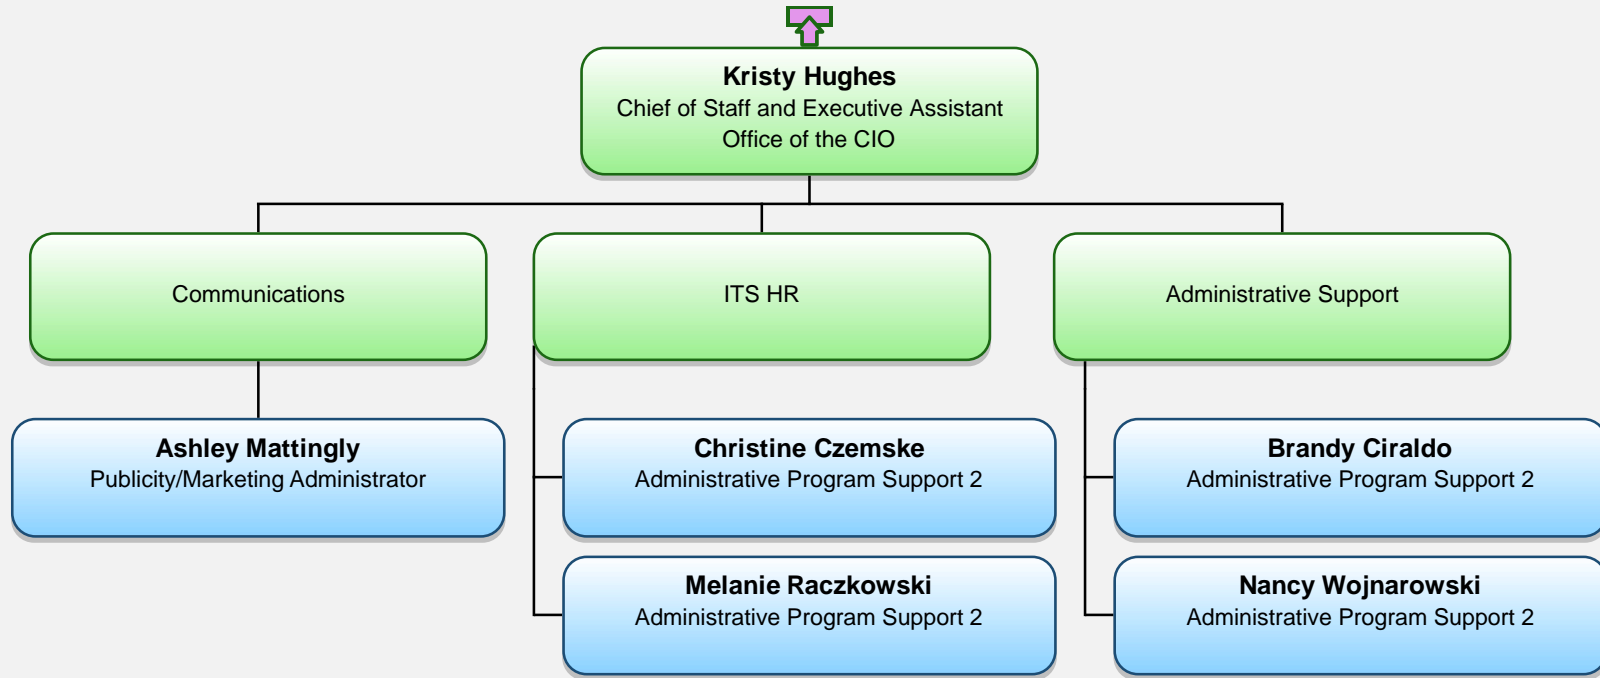 Kristy Hughes
Chief of Staff and Executive Assistant
Office of the CIO
Communications
ITS HR
Administrative Support
Ashley Mattingly
Publicity/Marketing Administrator
Christine Czemske
Administrative Program Support 2
Brandy Ciraldo
Administrative Program Support 2
Melanie Raczkowski
Administrative Program Support 2
Nancy Wojnarowski
Administrative Program Support 2